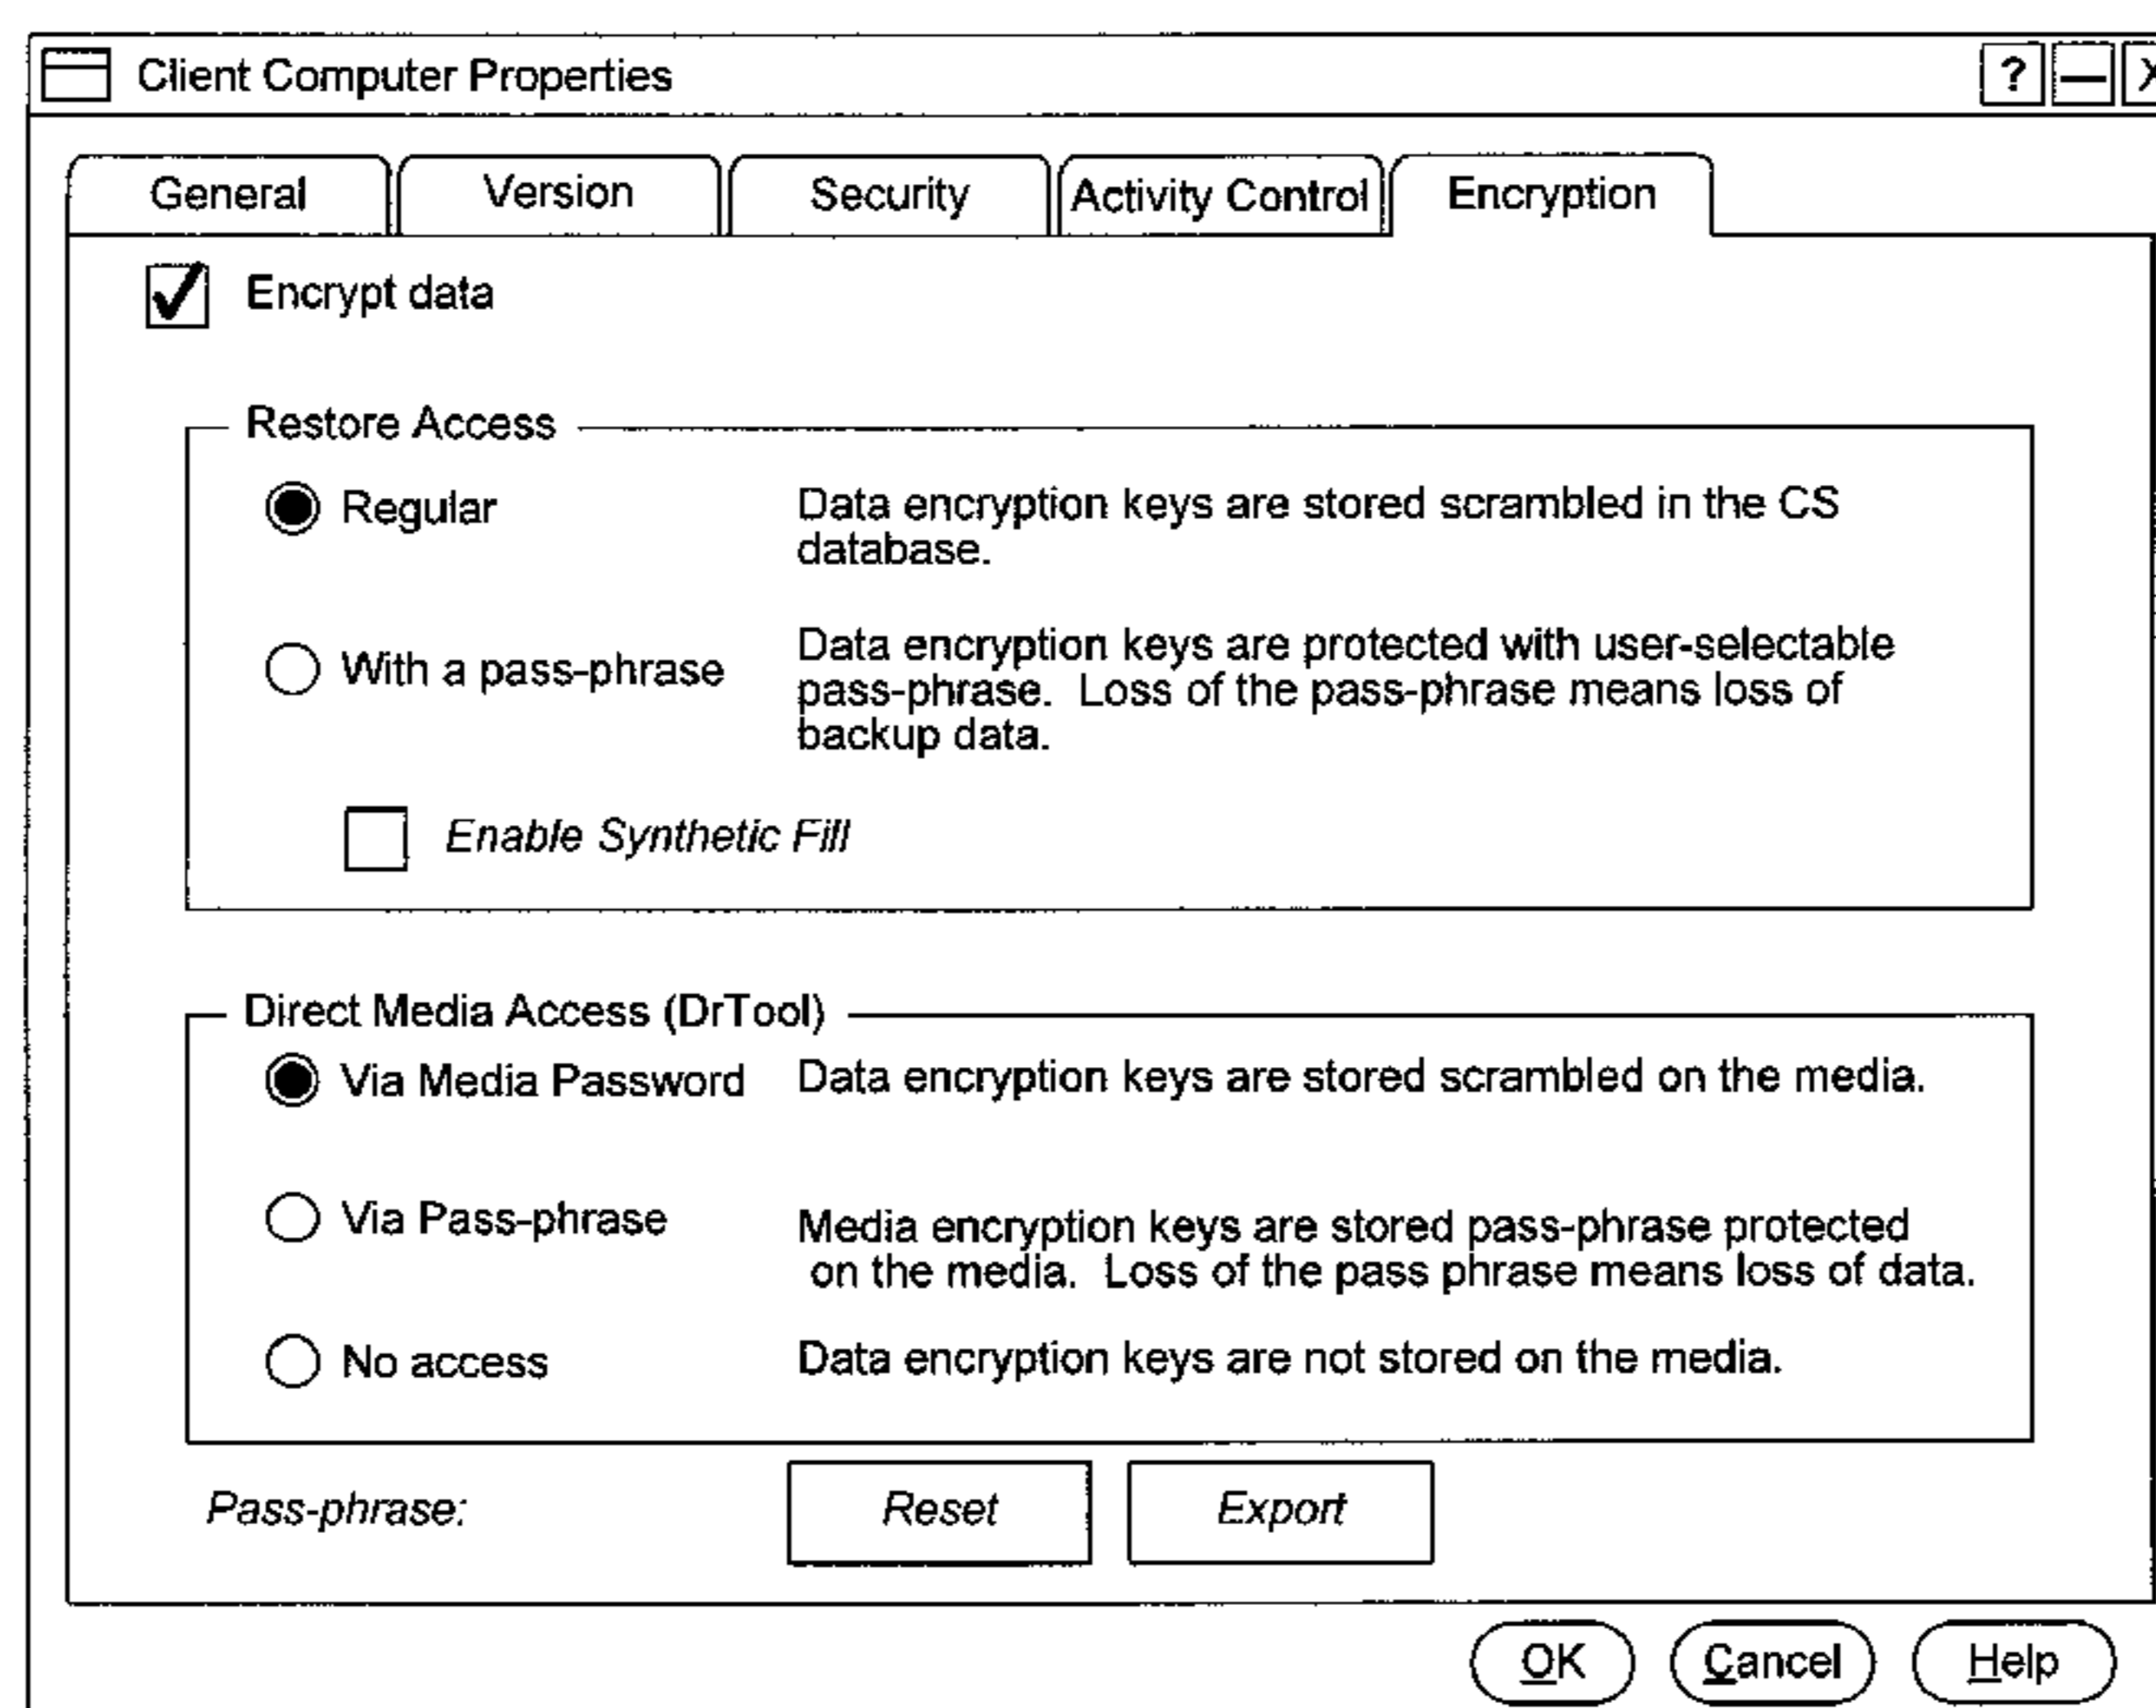 Client Computer Properties ? — X
General Version Security Activity Control Encryption
Encrypt data
Restore Access
Regular Data encryption keys are stored scrambled in the CS
database.
With a pass-phrase Data encryption keys are protected with user-selectable
pass-phrase. Loss of the pass-phrase means loss of
backup data.
Enable Synthetic Fill
Direct Media Access (DrTool)
Via Media Password Data encryption keys are stored scrambled on the media.
Via Pass-phrase Media encryption keys are stored pass-phrase protected
on the media. Loss of the pass phrase means loss of data.
No access Data encryption keys are not stored on the media.
Pass-phrase: Reset Export
OK Cancel Help